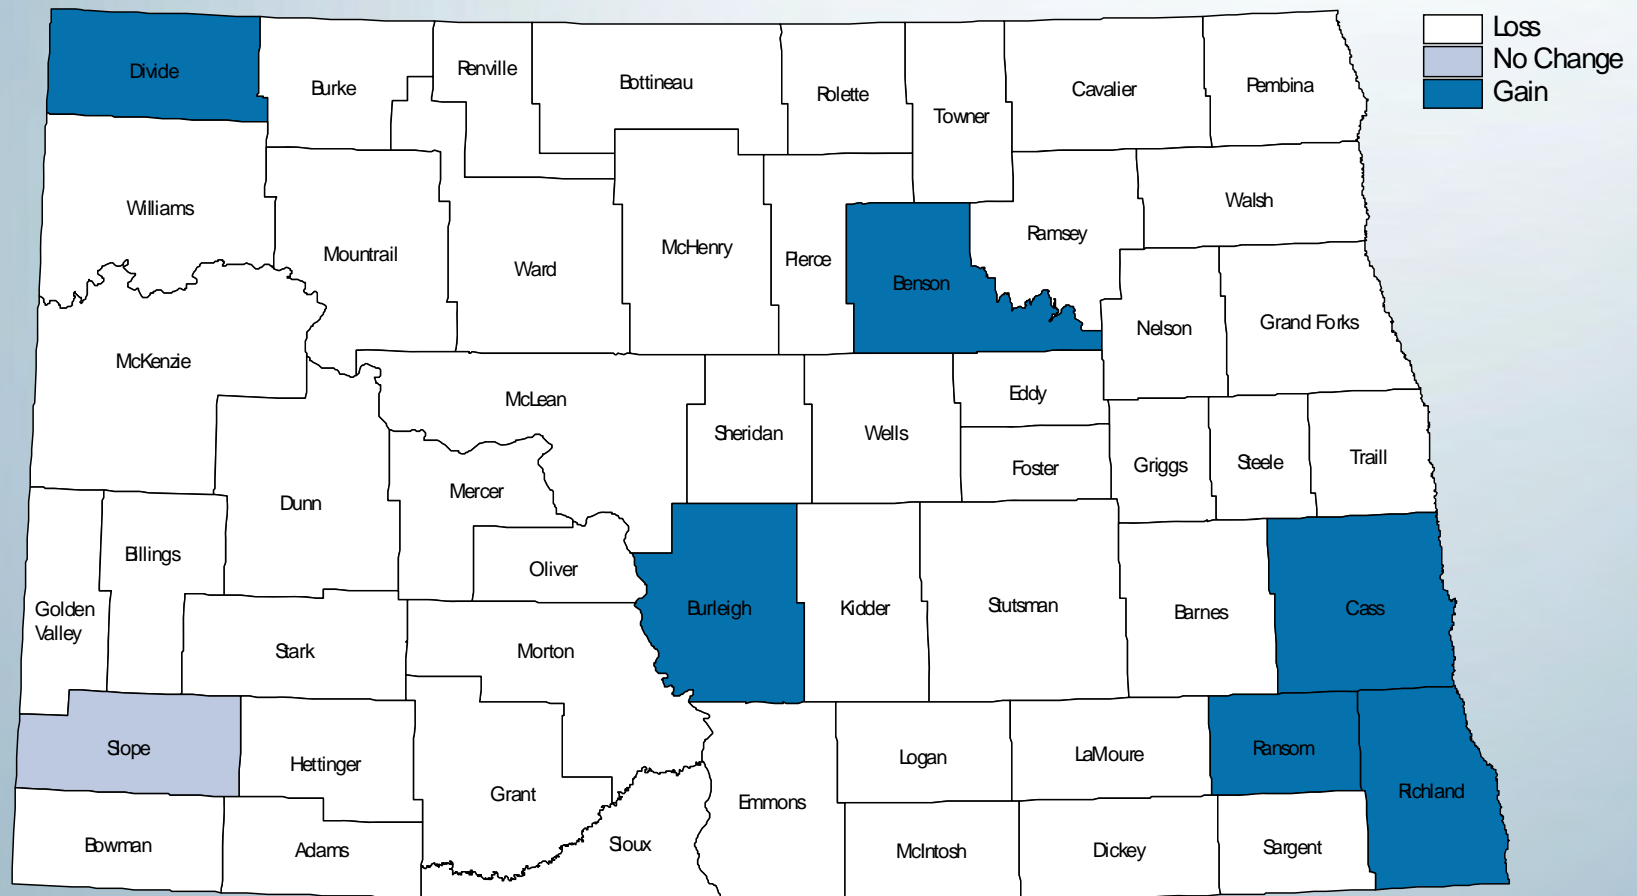 Loss
No Change
Gain
Divide
Burke
Renville
Bottineau
Rolette
Towner
Cavalier
Pembina
Williams
Mountrail
Ward
McHenry
Pierce
Benson
Ramsey
Walsh
McKenzie
McLean
Sheridan
Wells
Eddy
Foster
Nelson
Grand Forks
Griggs
Steele
Traill
Dunn
Mercer
Oliver
Billings
Golden
Valley
Stark
Morton
Burleigh
Kidder
Stutsman
Barnes
Cass
Slope
Hettinger
Grant
Sioux
Emmons
Logan
LaMoure
Ransom
Richland
Bowman
Adams
McIntosh
Dickey
Sargent